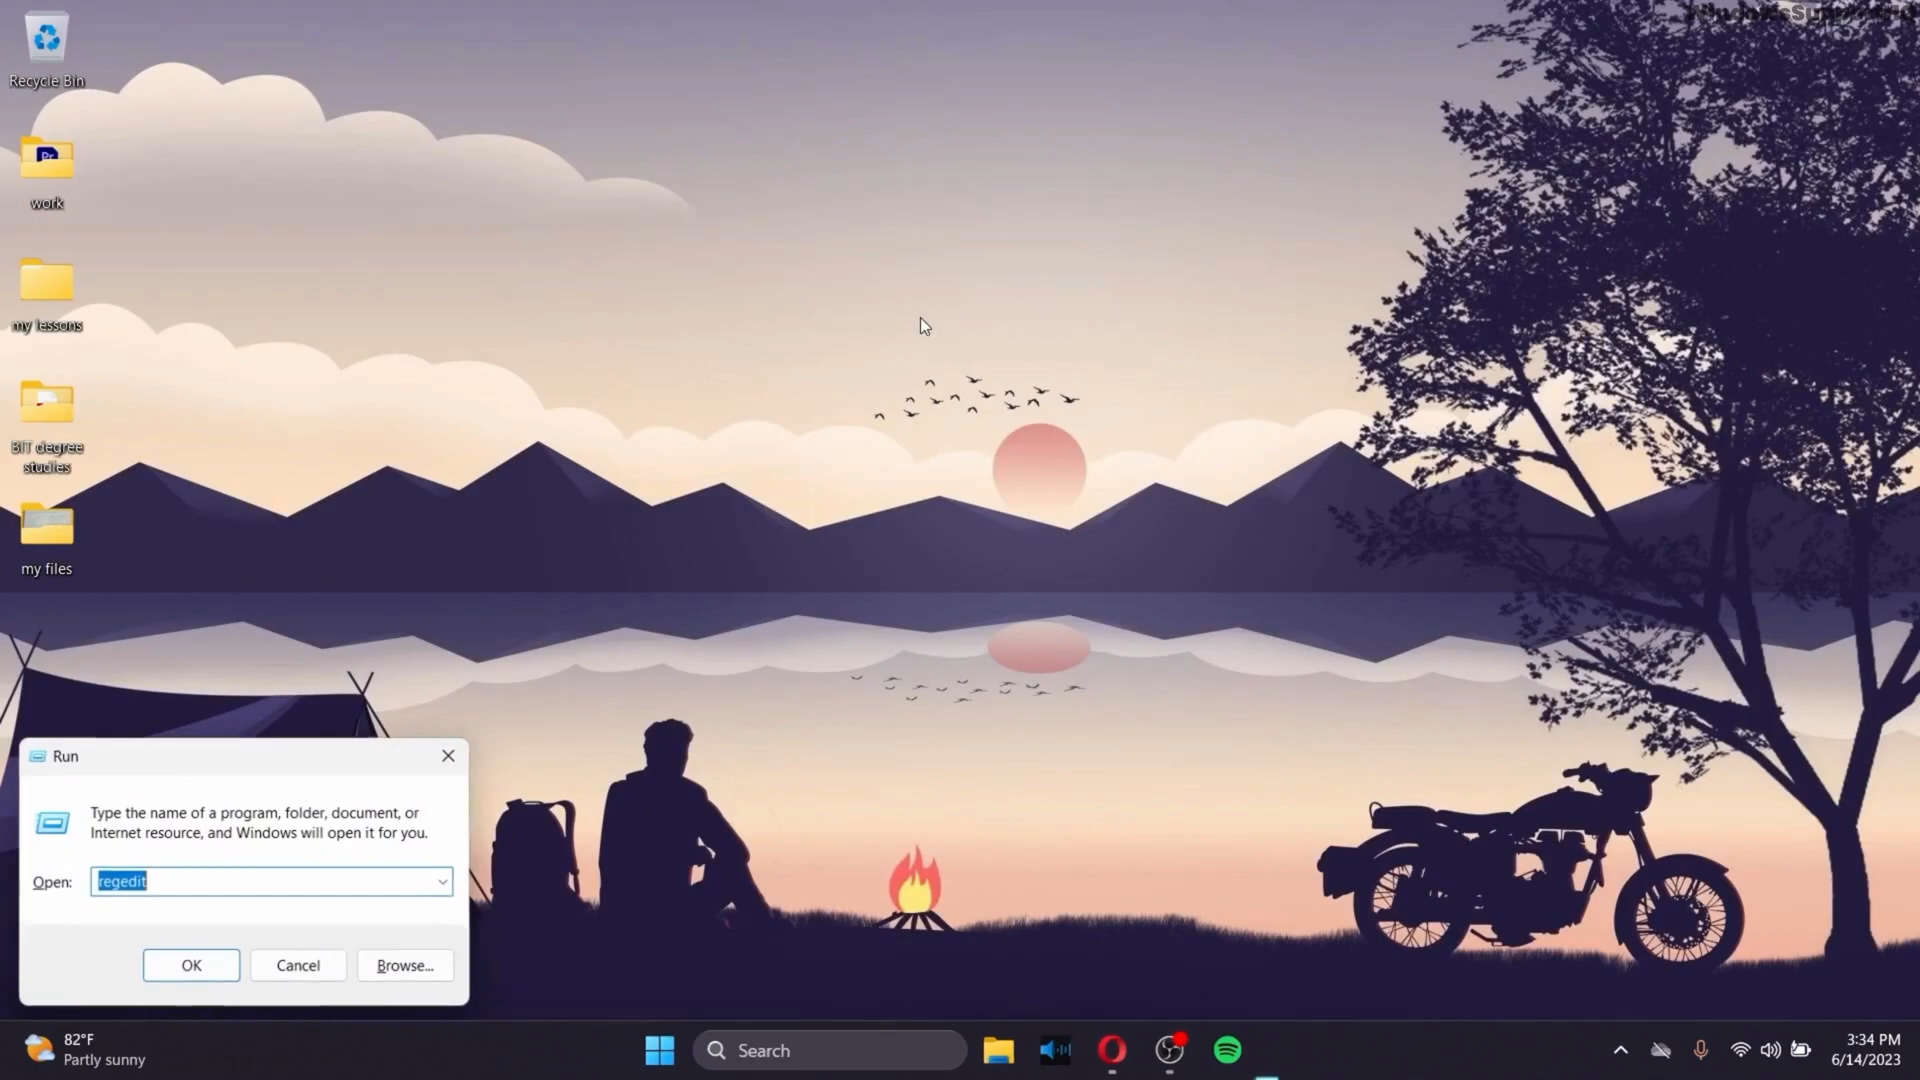 Recycle Bin
work
my lessons
BIT degree
studies
my files
Run
Type the name of a program, folder, document, or
Internet resource, and Windows will open it for you.
Open:
regedit
OK
Cancel
Browse...
82°F
Partly sunny
Search
3:34 PM
6/14/2023
Pr